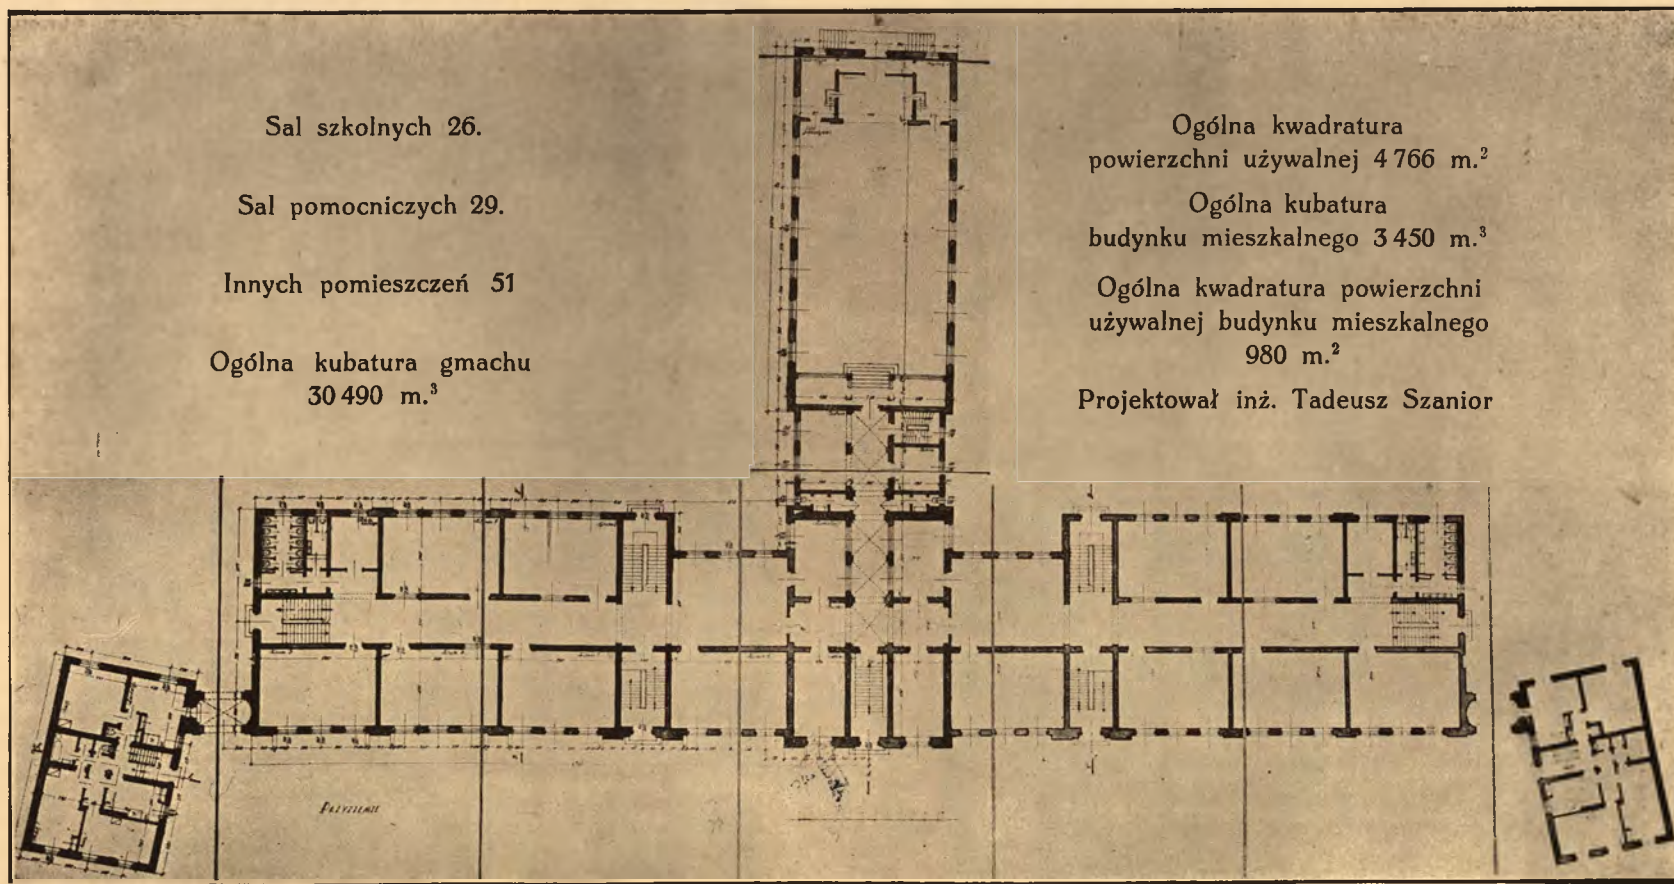 Sal szkolnych 26.
Sal pomocniczych 29.
Innych pomieszczeń 51
Ogólna kubatura gmachu
30 490 m.³
Ogólna kwadratura
powierzchni używalnej 4 766 m.²
Ogólna kubatura
budynku mieszkalnego 3 450 m.³
Ogólna kwadratura powierzchni
używalnej budynku mieszkalnego
980 m.²
Projektował inż. Tadeusz Szanior
PRZYZIEMIE